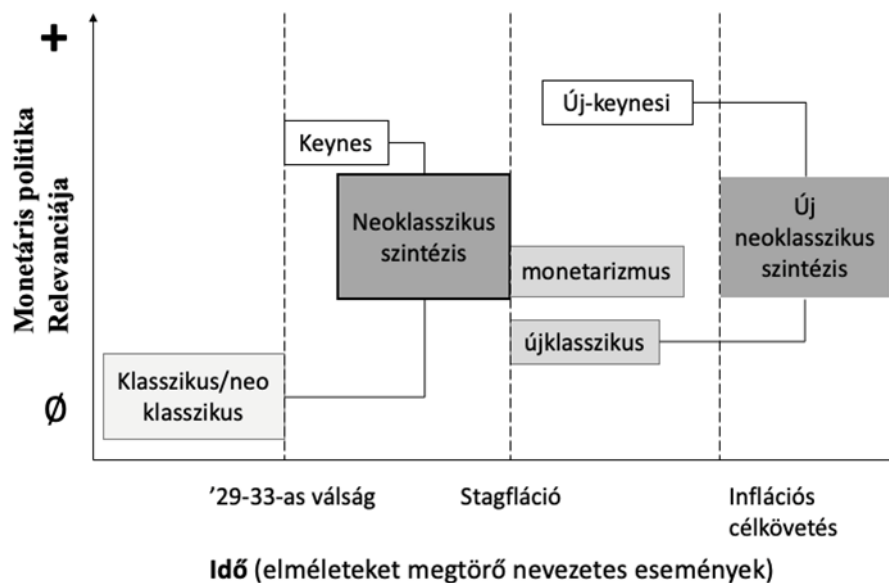 +
Monetáris politika
Relevanciája
Ø
Új-keynesi
Keynes
Neoklasszikus
szintézis
Új
neoklasszikus
szintézis
monetarizmus
újklasszikus
Klasszikus/neo
klasszikus
’29-33-as válság
Stagfláció
Inflációs
célkövetés
Idő (elméleteket megtörő nevezetes események)